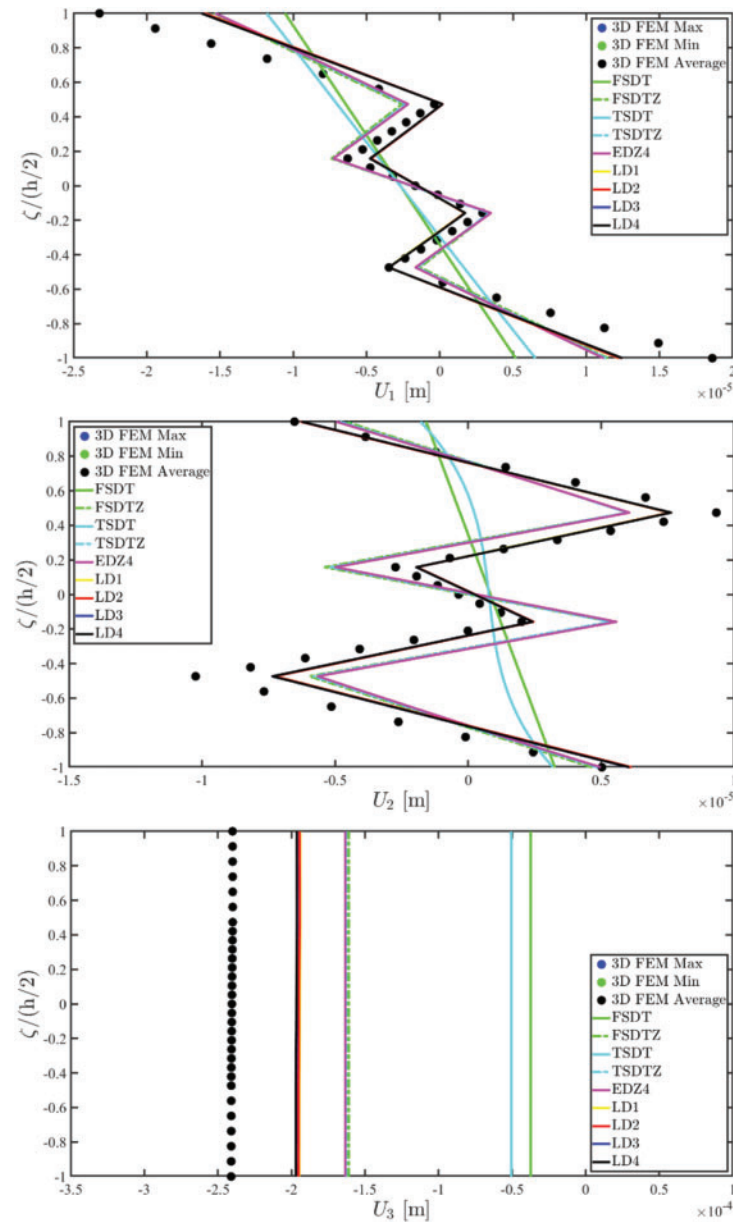 1
0.8
0.6
0.4
0.2
0
-0.2
-0.4
-0.6
-0.8
-1
ζ/(h/2)
3D FEM Max
3D FEM Min
3D FEM Average
FSDT
FSDTZ
TSDT
TSDTZ
EDZ4
LD1
LD2
LD3
LD4
-2.5 -2 -1.5 -1 -0.5 0 0.5 1 1.5 2
U1 [m]
×10-5
1
0.8
0.6
0.4
0.2
0
-0.2
-0.4
-0.6
-0.8
-1
ζ/(h/2)
3D FEM Max
3D FEM Min
3D FEM Average
FSDT
FSDTZ
TSDT
TSDTZ
EDZ4
LD1
LD2
LD3
LD4
-1.5 -1 -0.5 0 0.5 1
U2 [m]
×10-5
1
0.8
0.6
0.4
0.2
0
-0.2
-0.4
-0.6
-0.8
-1
ζ/(h/2)
3D FEM Max
3D FEM Min
3D FEM Average
FSDT
FSDTZ
TSDT
TSDTZ
EDZ4
LD1
LD2
LD3
LD4
-3.5 -3 -2.5 -2 -1.5 -1 -0.5 0 0.5 1
U3 [m]
×10-4